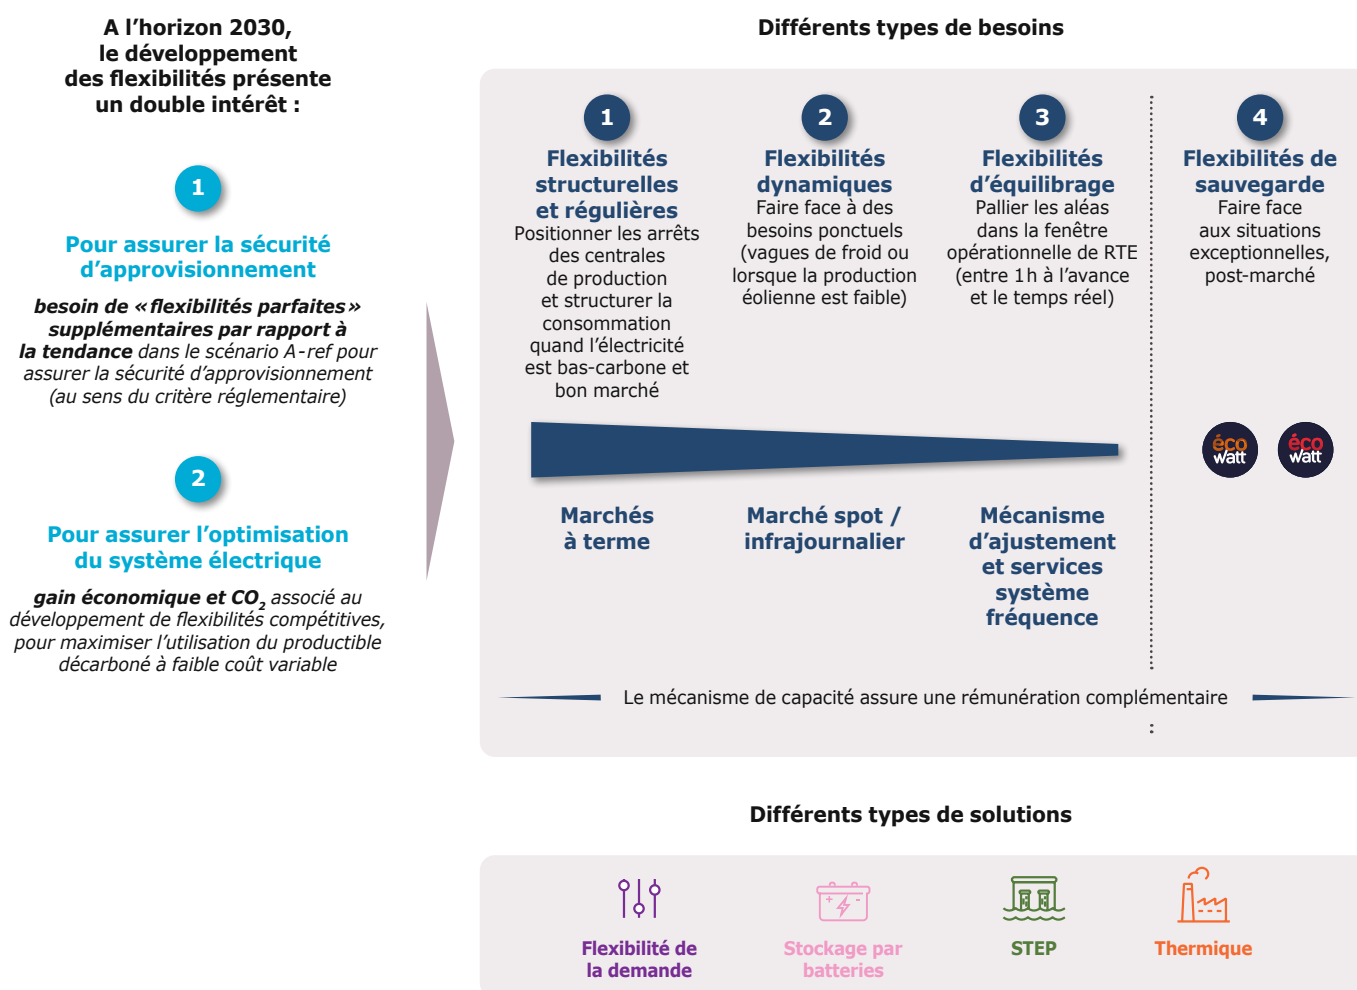 A l’horizon 2030,
le développement
des flexibilités présente
un double intérêt :
1
Pour assurer la sécurité
d’approvisionnement
besoin de « flexibilités parfaites »
supplémentaires par rapport à
la tendance dans le scénario A-ref pour
assurer la sécurité d’approvisionnement
(au sens du critère réglementaire)
2
Pour assurer l’optimisation
du système électrique
gain économique et CO₂ associé au
développement de flexibilités compétitives,
pour maximiser l’utilisation du productible
décarboné à faible coût variable
Différents types de besoins
1
Flexibilités
structurelles
et régulières
Positionner les arrêts
des centrales
de production
et structurer la
consommation
quand l’électricité
est bas-carbone et
bon marché
2
Flexibilités
dynamiques
Faire face à des
besoins ponctuels
(vagues de froid ou
lorsque la production
éolienne est faible)
3
Flexibilités
d’équilibrage
Pallier les aléas
dans la fenêtre
opérationnelle de RTE
(entre 1h à l’avance
et le temps réel)
4
Flexibilités de
sauvegarde
Faire face
aux situations
exceptionnelles,
post-marché
éco
watt
éco
watt
Marchés
à terme
Marché spot /
infrajournalier
Mécanisme
d’ajustement
et services
système
fréquence
Le mécanisme de capacité assure une rémunération complémentaire
Différents types de solutions
Flexibilité de
la demande
Stockage par
batteries
STEP
Thermique